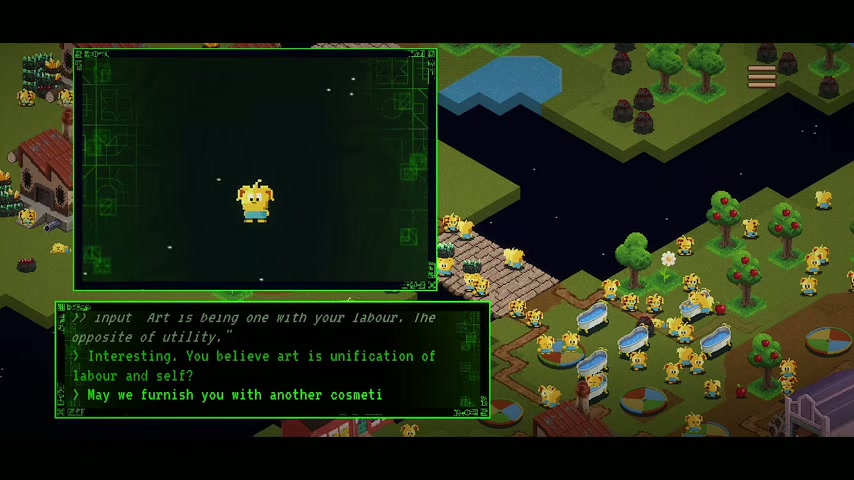 >> input  Art is being one with your labour. The
opposite of utility."
> Interesting. You believe art is unification of
labour and self?
> May we furnish you with another cosmeti